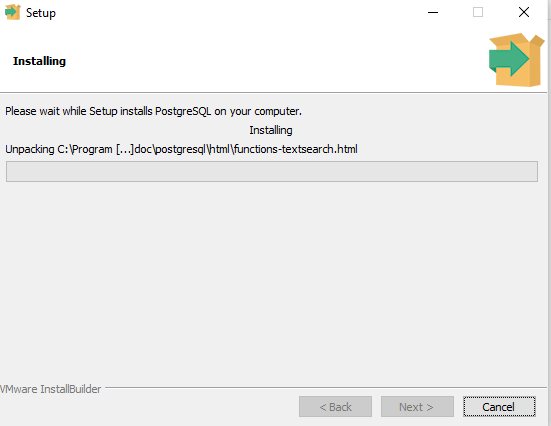 Setup
Installing
Please wait while Setup installs PostgreSQL on your computer.
Installing
Unpacking C:\Program [...]doc\postgresql\html\functions-textsearch.html
VMware InstallBuilder
< Back
Next >
Cancel